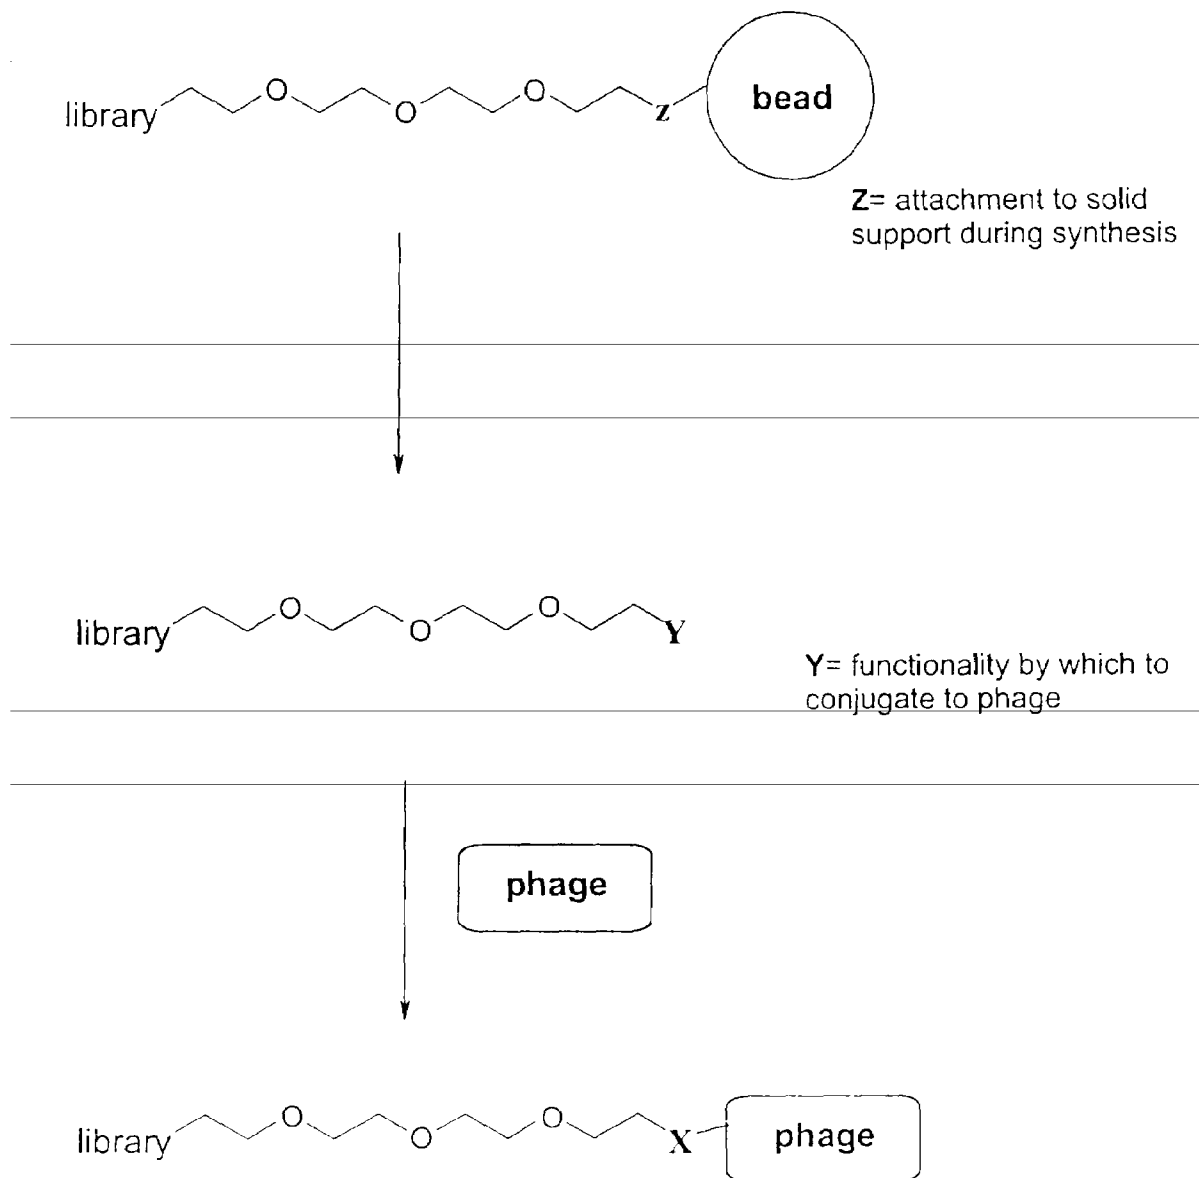 library O O O z bead
Z= attachment to solid
support during synthesis
library O O O Y
Y= functionality by which to
conjugate to phage
phage
library O O O X phage